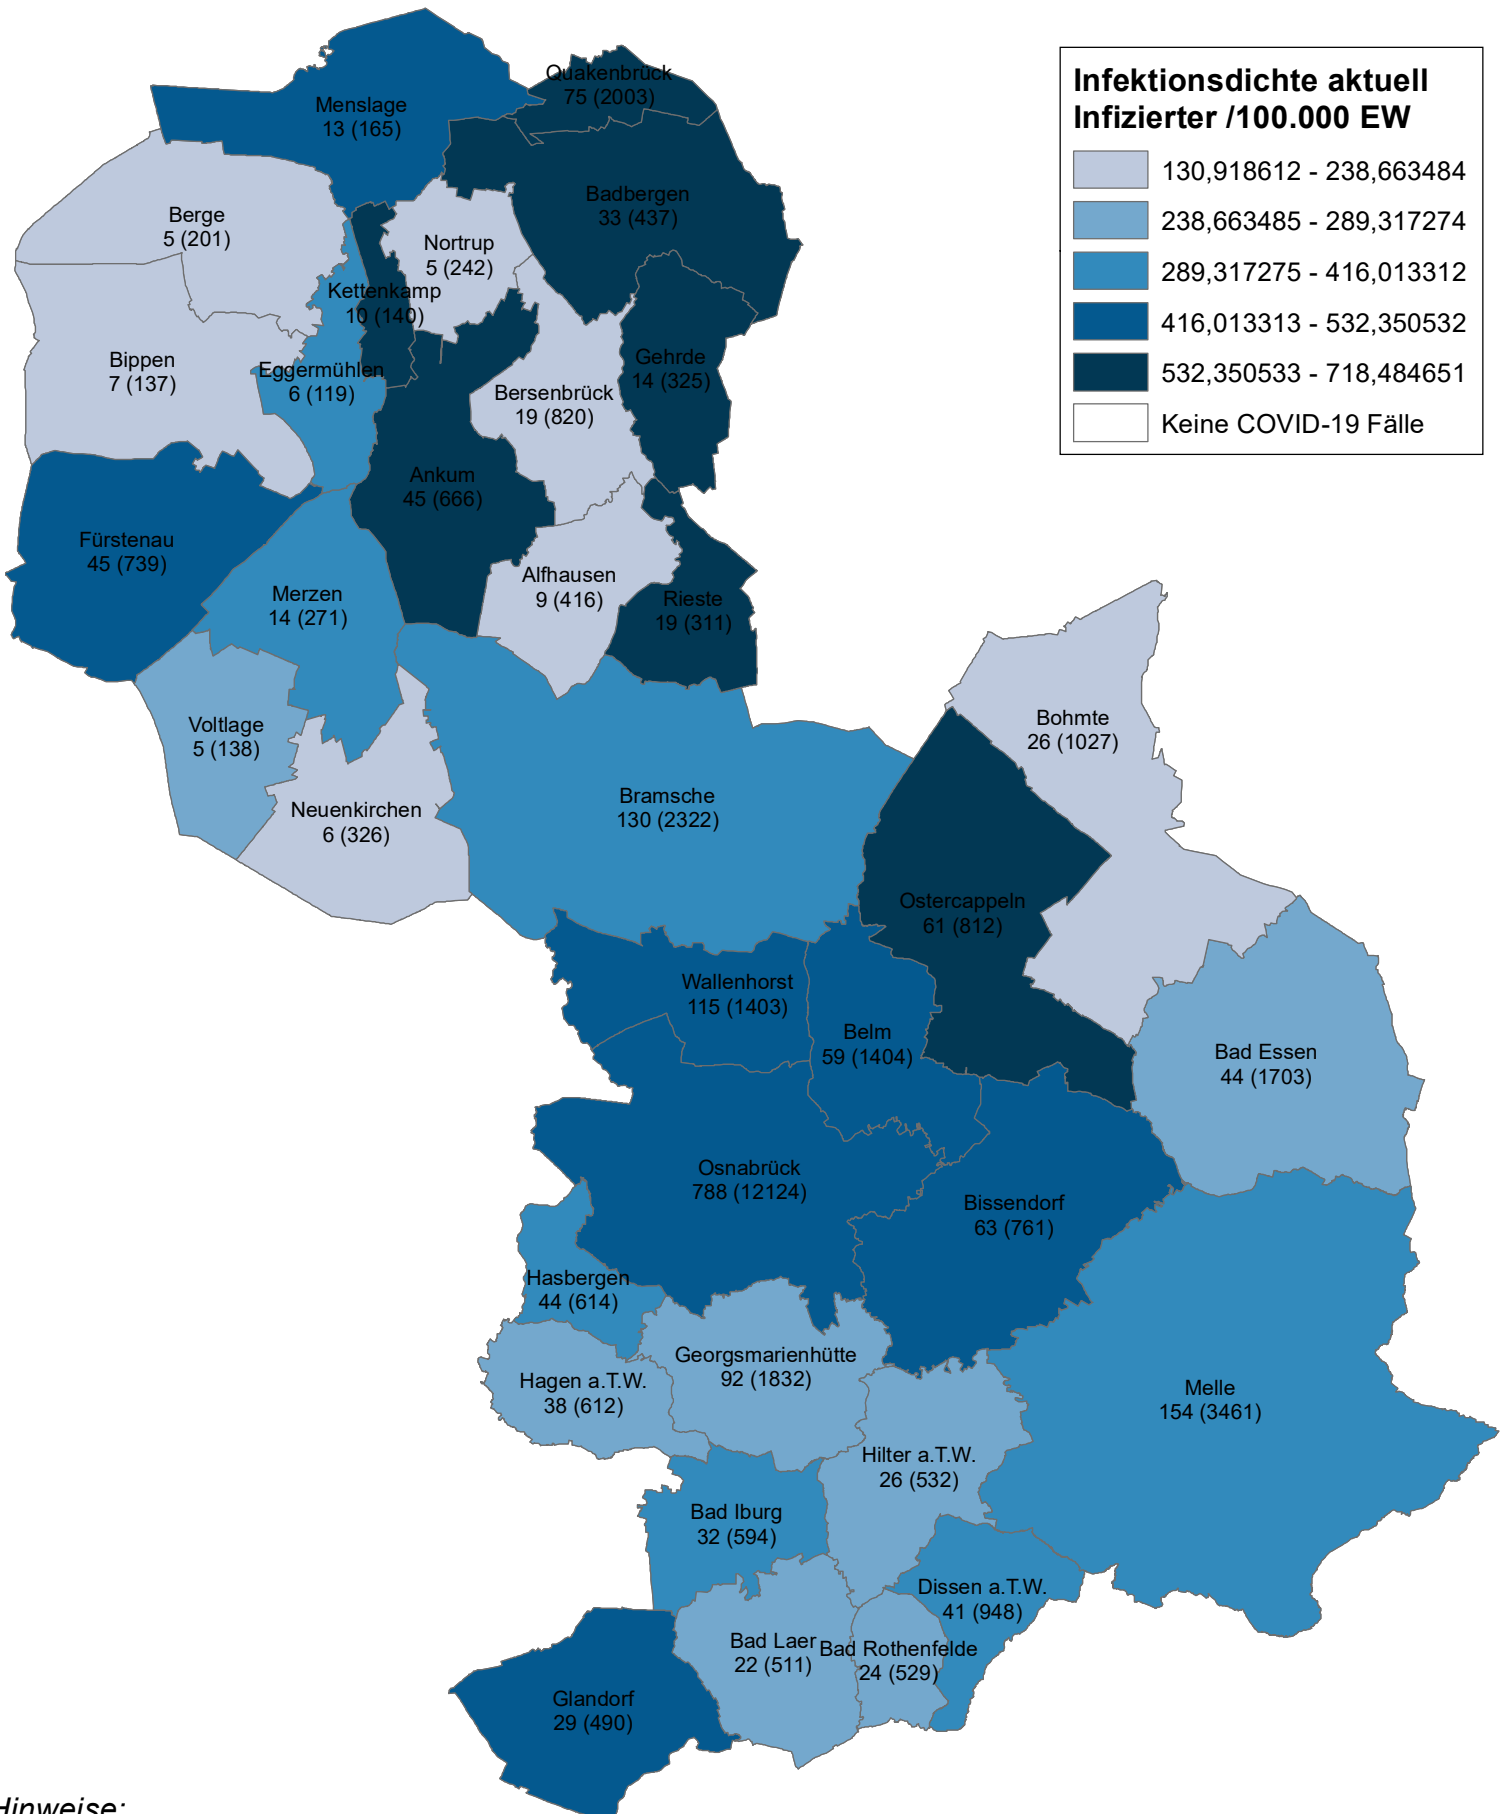 Infektionsdichte aktuell
Infizierter /100.000 EW
130,918612 - 238,663484
238,663485 - 289,317274
289,317275 - 416,013312
416,013313 - 532,350532
532,350533 - 718,484651
Keine COVID-19 Fälle
Quakenbrück
75 (2003)
Menslage
13 (165)
Badbergen
33 (437)
Berge
5 (201)
Nortrup
5 (242)
Kettenkamp
10 (140)
Bippen
7 (137)
Eggermühlen
6 (119)
Gehrde
14 (325)
Bersenbrück
19 (820)
Ankum
45 (666)
Fürstenau
45 (739)
Alfhausen
9 (416)
Merzen
14 (271)
Rieste
19 (311)
Voltlage
5 (138)
Bohmte
26 (1027)
Neuenkirchen
6 (326)
Bramsche
130 (2322)
Ostercappeln
61 (812)
Wallenhorst
115 (1403)
Belm
59 (1404)
Bad Essen
44 (1703)
Osnabrück
788 (12124)
Bissendorf
63 (761)
Hasbergen
44 (614)
Georgsmarienhütte
92 (1832)
Hagen a.T.W.
38 (612)
Melle
154 (3461)
Hilter a.T.W.
26 (532)
Bad Iburg
32 (594)
Dissen a.T.W.
41 (948)
Bad Laer
22 (511)
Bad Rothenfelde
24 (529)
Glandorf
29 (490)
Hinweise: